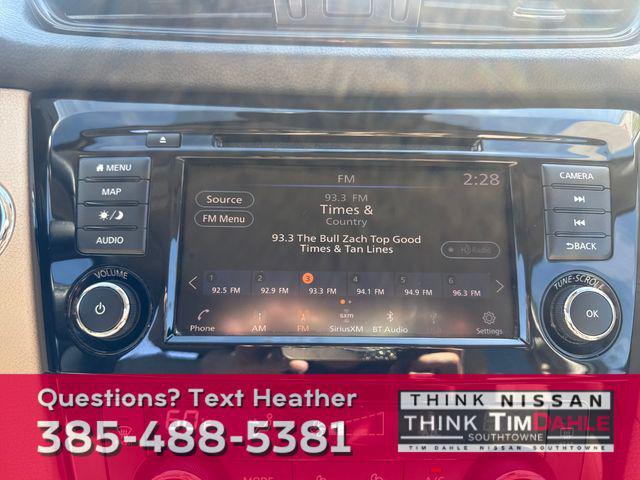 FM
2:28
MENU
MAP
AUDIO
Source
FM Menu
93.3 FM
Times &
Country
93.3 The Bull Zach Top Good
Times & Tan Lines
HD Radio
CAMERA
BACK
1 2 3 4 5 6
92.5 FM 92.9 FM 93.3 FM 94.1 FM 94.9 FM 96.3 FM
VOLUME
TUNE-SCROLL
OK
sxm
Phone AM FM SiriusXM BT Audio Settings
Questions? Text Heather
385-488-5381
THINK NISSAN
THINK TIMDAHLE
SOUTHTOWNE
TIM DAHLE NISSAN SOUTHTOWNE
60
MODE
A/C